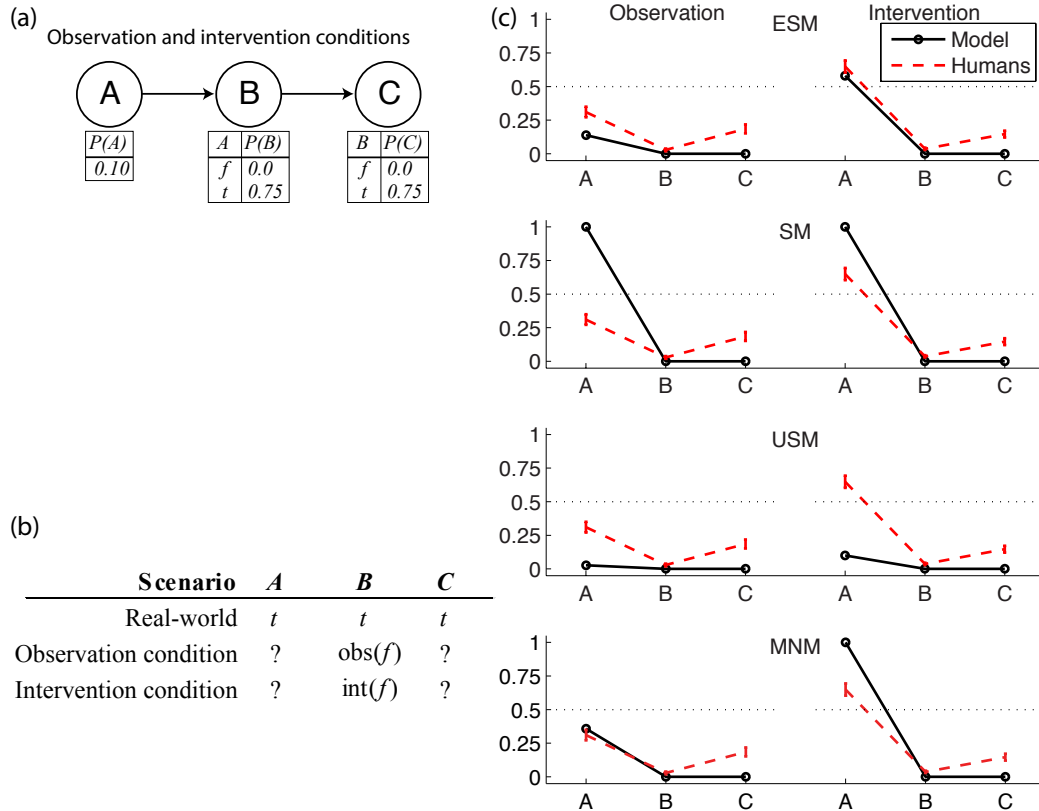 (a)
Observation and intervention conditions
A
B
C
P(A)
0.10
A P(B)
f 0.0
t 0.75
B P(C)
f 0.0
t 0.75
(b)
Scenario A B C
Real-world t t t
Observation condition ? obs(f) ?
Intervention condition ? int(f) ?
(c)
Observation
Intervention
ESM
Model
Humans
1
0.75
0.5
0.25
0
A B C
A B C
SM
1
0.75
0.5
0.25
0
A B C
A B C
USM
1
0.75
0.5
0.25
0
A B C
A B C
MNM
1
0.75
0.5
0.25
0
A B C
A B C